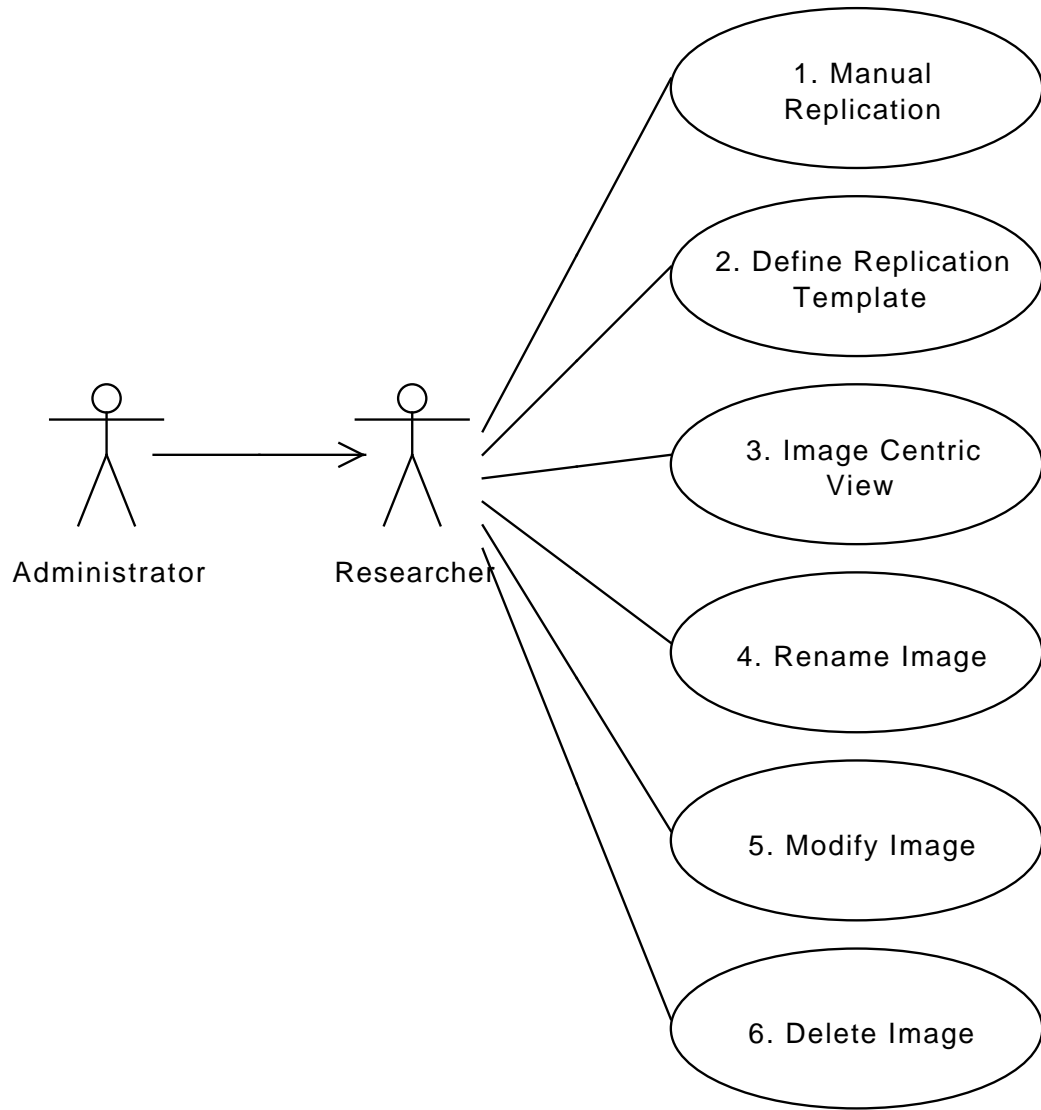 1. Manual
Replication
2. Define Replication
Template
3. Image Centric
View
Administrator
Researcher
4. Rename Image
5. Modify Image
6. Delete Image